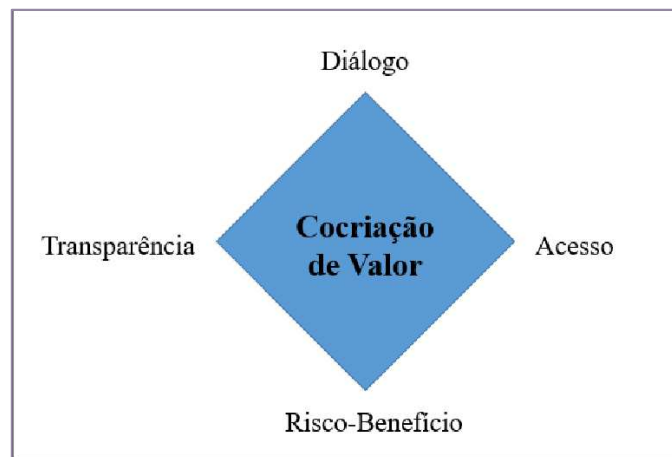 Diálogo
Transparência
Cocriação
de Valor
Acesso
Risco-Benefício